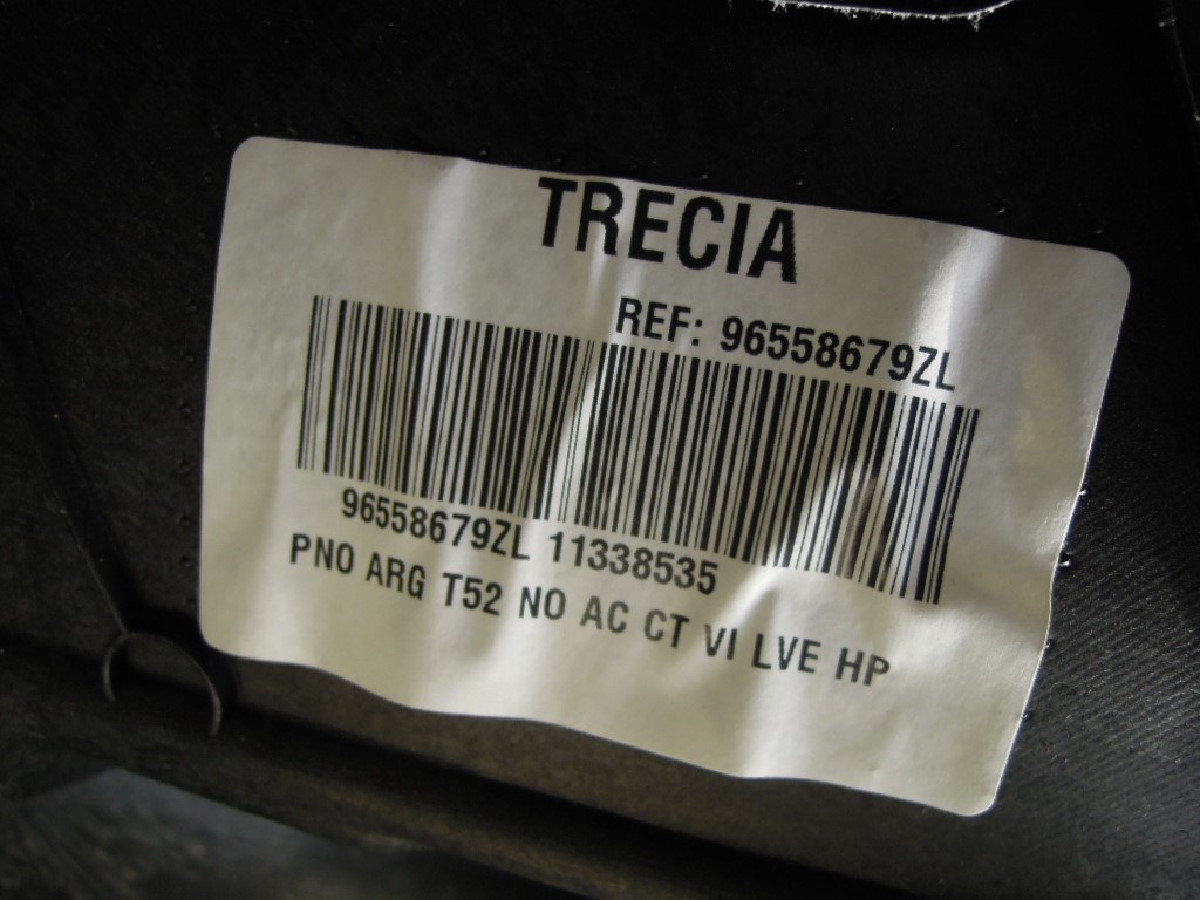 TRECIA
REF: 96558679ZL
96558679ZL 11338535
PNO ARG T52 NO AC CT VI LVE HP